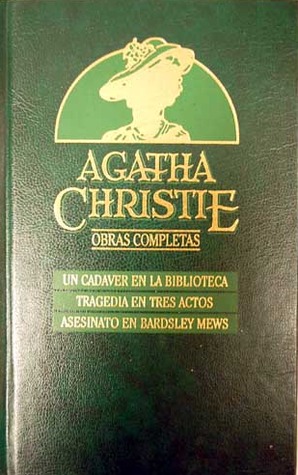 AGATHA
CHRISTIE
OBRAS COMPLETAS
UN CADAVER EN LA BIBLIOTECA
TRAGEDIA EN TRES ACTOS
ASESINATO EN BARDSLEY MEWS